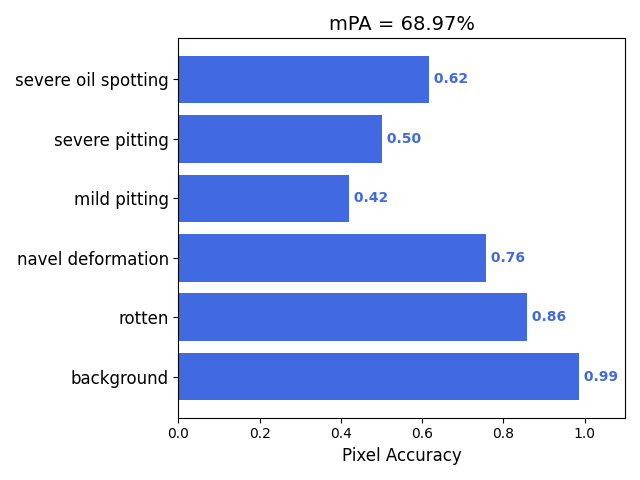 mPA = 68.97%
severe oil spotting 0.62
severe pitting 0.50
mild pitting 0.42
navel deformation 0.76
rotten 0.86
background 0.99
0.0 0.2 0.4 0.6 0.8 1.0
Pixel Accuracy